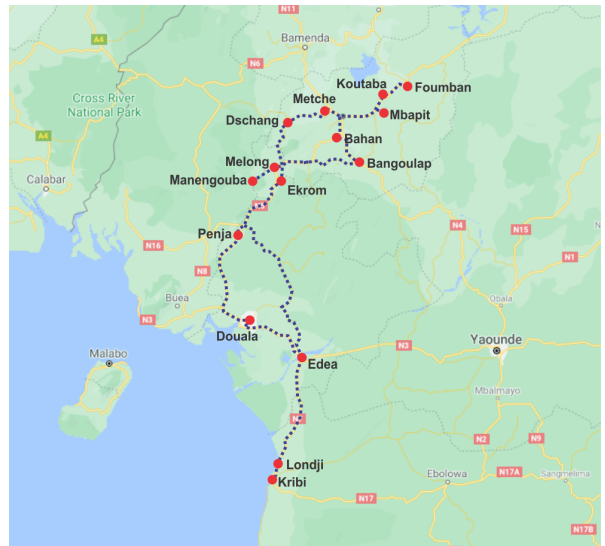 N11
A4
Bamenda
N6
Koutaba
Foumban
N17
Metche
Cross River
National Park
Dschang
Mbapit
A4
Bahan
Melong
Bangoulap
Calabar
Manengouba
Ekrom
N4
N15
Penja
N16
N1
N8
Buea
Obala
N3
Douala
Yaounde
Malabo
N3
Edea
Mbalmayo
N2
N9
Londji
Ebolowa
N17A
Sangmelima
Kribi
N17
N17B